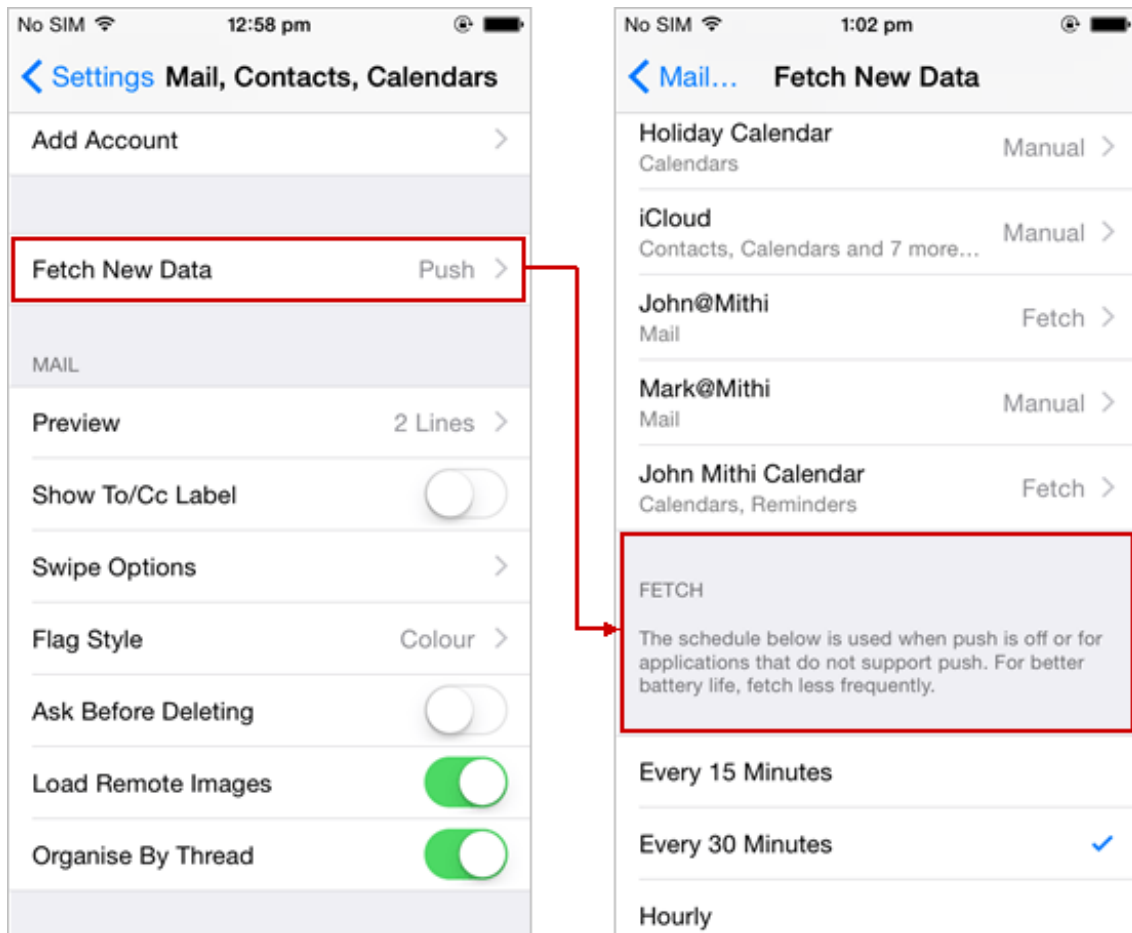 No SIM 12:58 pm
Settings Mail, Contacts, Calendars
Add Account
Fetch New Data Push
MAIL
Preview 2 Lines
Show To/Cc Label
Swipe Options
Flag Style Colour
Ask Before Deleting
Load Remote Images
Organise By Thread
No SIM 1:02 pm
Mail... Fetch New Data
Holiday Calendar Manual
Calendars
iCloud Manual
Contacts, Calendars and 7 more...
John@Mithi Fetch
Mail
Mark@Mithi Manual
Mail
John Mithi Calendar Fetch
Calendars, Reminders
FETCH
The schedule below is used when push is off or for
applications that do not support push. For better
battery life, fetch less frequently.
Every 15 Minutes
Every 30 Minutes
Hourly